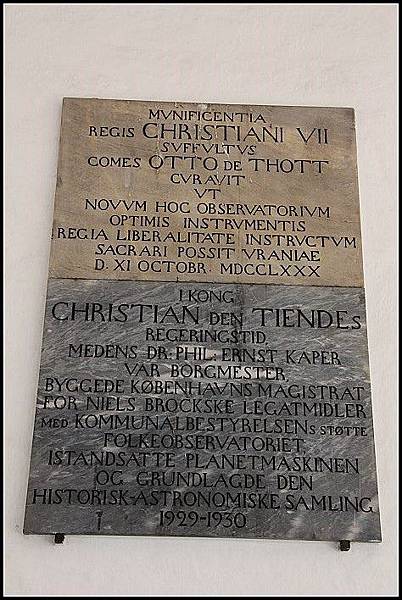 MVNIFICENTIA
REGIS CHRISTIANI VII
SVFFVLTVS
COMES OTTO DE THOTT
CVRAVIT
VT
NOVVM HOC OBSERVATORIVM
OPTIMIS INSTRVMENTIS
REGIA LIBERALITATE INSTRVCTVM
SACRARI POSSIT VRANIAE
D. XI OCTOBR. MDCCLXXX
I KONG
CHRISTIAN DEN TIENDES
REGERINGSTID,
MEDENS DR: PHIL: ERNST KAPER
VAR BORGMESTER,
BYGGEDE KØBENHAVNS MAGISTRAT
FOR NIELS BROCKSKE LEGATMIDLER
MED KOMMUNALBESTYRELSENS STØTTE
FOLKEOBSERVATORIET,
ISTANDSATTE PLANETMASKINEN
OG GRUNDLAGDE DEN
HISTORISK-ASTRONOMISKE SAMLING
1929-1930